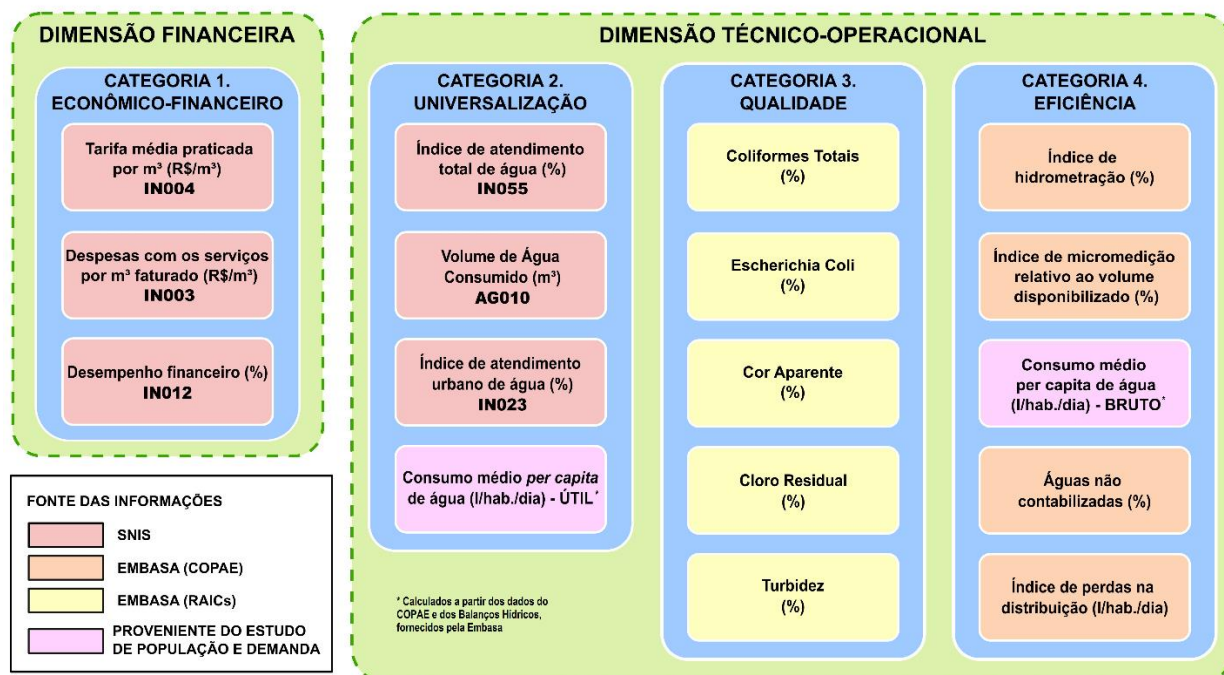 DIMENSÃO FINANCEIRA
CATEGORIA 1.
ECONÔMICO-FINANCEIRO
Tarifa média praticada
por m³ (R$/m³)
IN004
Despesas com os serviços
por m³ faturado (R$/m³)
IN003
Desempenho financeiro (%)
IN012
FONTE DAS INFORMAÇÕES
SNIS
EMBASA (COPAE)
EMBASA (RAICs)
PROVENIENTE DO ESTUDO
DE POPULAÇÃO E DEMANDA
DIMENSÃO TÉCNICO-OPERACIONAL
CATEGORIA 2.
UNIVERSALIZAÇÃO
Índice de atendimento
total de água (%)
IN055
Volume de Água
Consumido (m³)
AG010
Índice de atendimento
urbano de água (%)
IN023
Consumo médio per capita
de água (l/hab./dia) - ÚTIL*
* Calculados a partir dos dados do
COPAE e dos Balanços Hídricos,
fornecidos pela Embasa
CATEGORIA 3.
QUALIDADE
Coliformes Totais
(%)
Escherichia Coli
(%)
Cor Aparente
(%)
Cloro Residual
(%)
Turbidez
(%)
CATEGORIA 4.
EFICIÊNCIA
Índice de
hidrometração (%)
Índice de micromedição
relativo ao volume
disponibilizado (%)
Consumo médio
per capita de água
(l/hab./dia) - BRUTO*
Águas não
contabilizadas (%)
Índice de perdas na
distribuição (l/hab./dia)